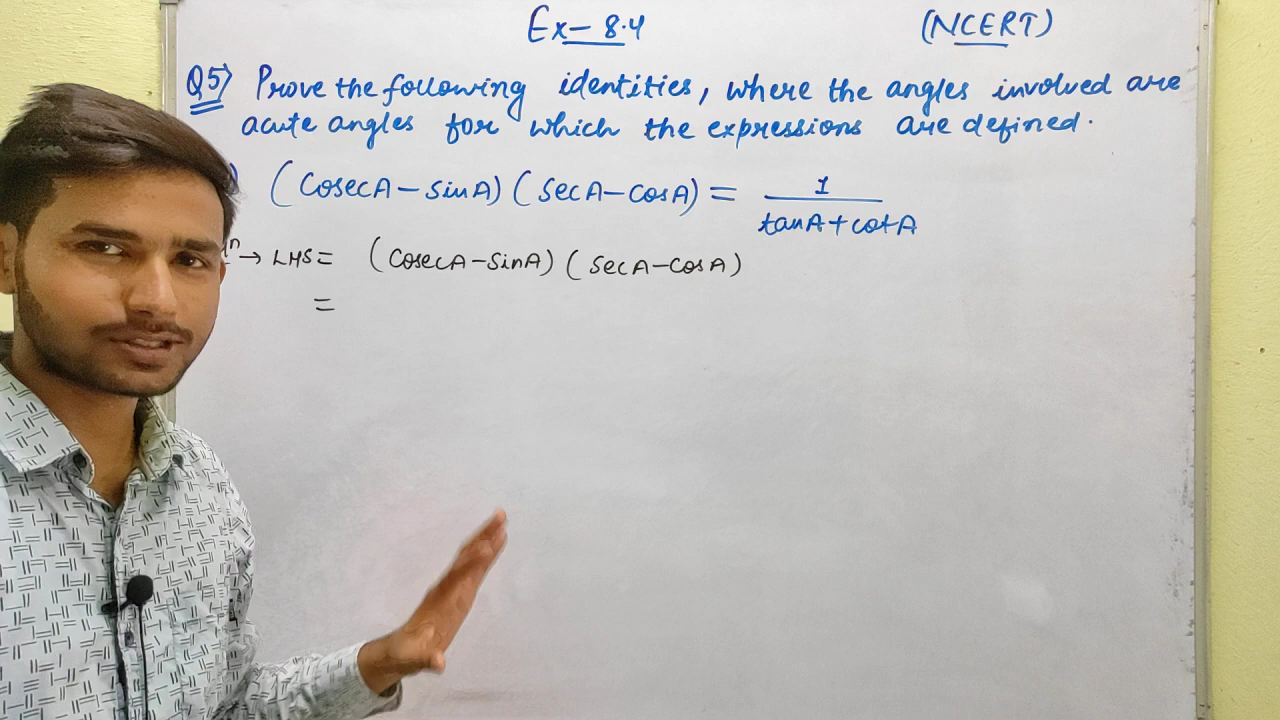 Ex- 8.4 (NCERT)
Q5) Prove the following identities, where the angles involved are
acute angles for which the expressions are defined.
) (CosecA-SinA) (SecA-CosA) = 1/tanA+cotA
n → LHS = (CosecA-SinA) (SecA-CosA)
=